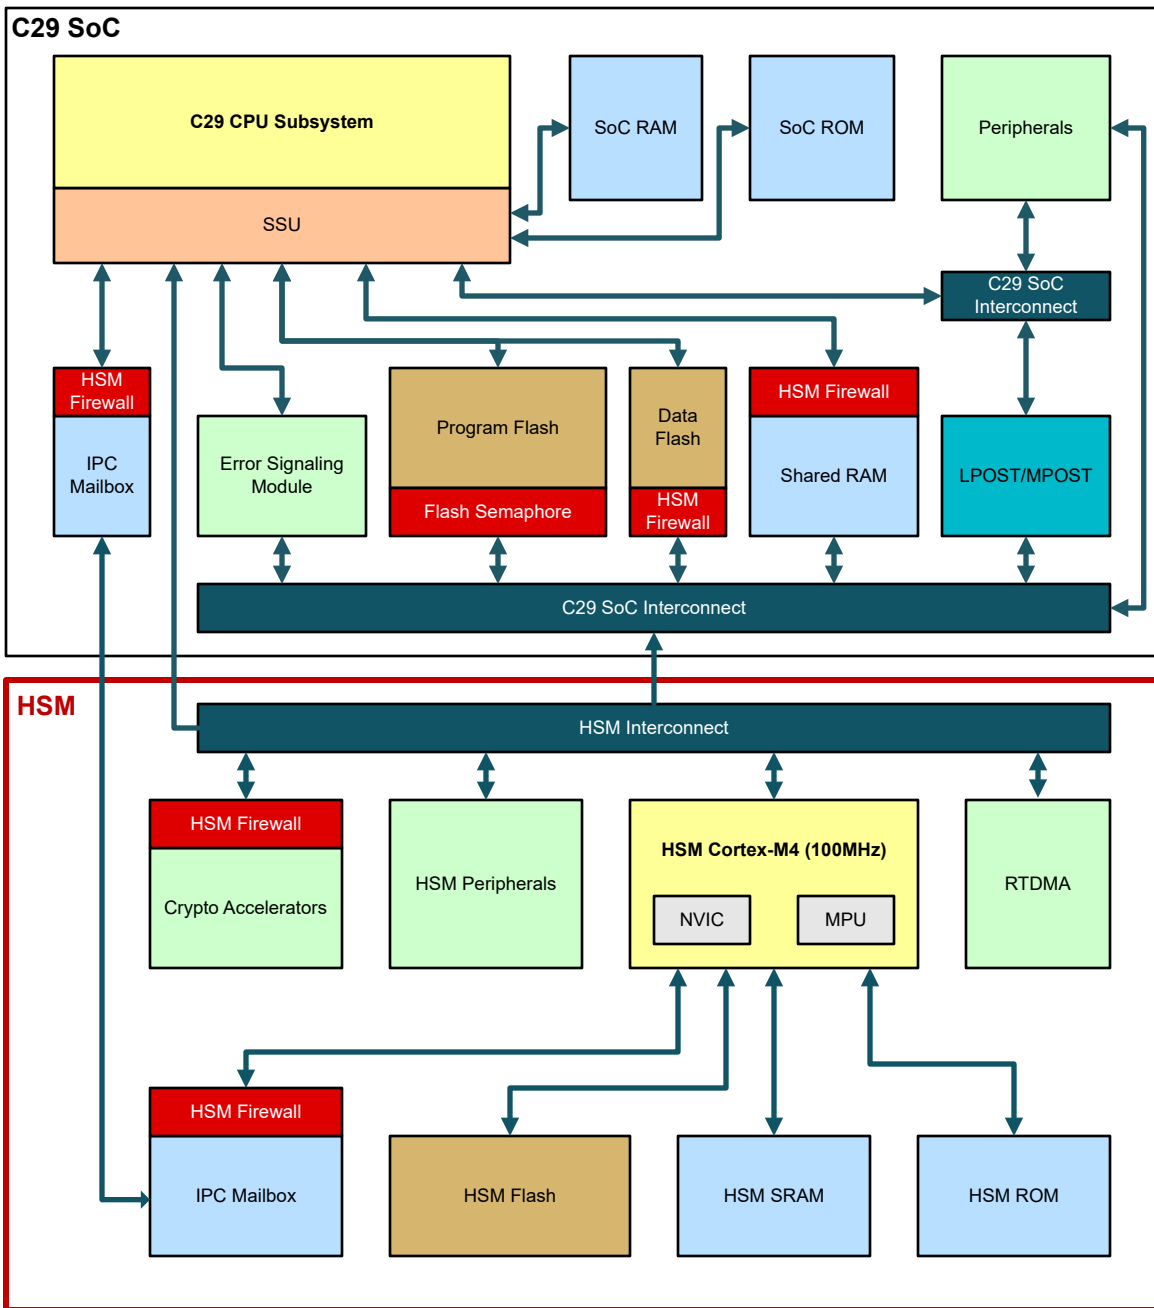 C29 SoC
C29 CPU Subsystem
SSU
SoC RAM
SoC ROM
Peripherals
C29 SoC
Interconnect
HSM
Firewall
IPC
Mailbox
Error Signaling
Module
Program Flash
Flash Semaphore
Data
Flash
HSM
Firewall
HSM Firewall
Shared RAM
LPOST/MPOST
C29 SoC Interconnect
HSM
HSM Interconnect
HSM Firewall
Crypto Accelerators
HSM Peripherals
HSM Cortex-M4 (100MHz)
NVIC
MPU
RTDMA
HSM Firewall
IPC Mailbox
HSM Flash
HSM SRAM
HSM ROM